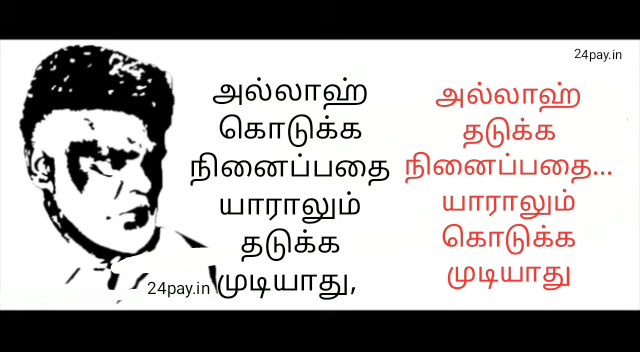 24pay.in
அல்லாஹ்
கொடுக்க
நினைப்பதை
யாராலும்
தடுக்க
முடியாது,
அல்லாஹ்
தடுக்க
நினைப்பதை...
யாராலும்
கொடுக்க
முடியாது
24pay.in